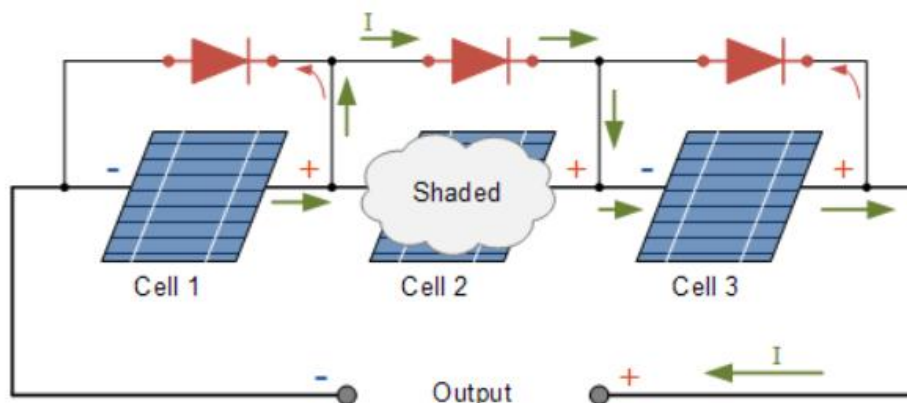 I
- + Shaded + - +
Cell 1 Cell 2 Cell 3
I
- Output +